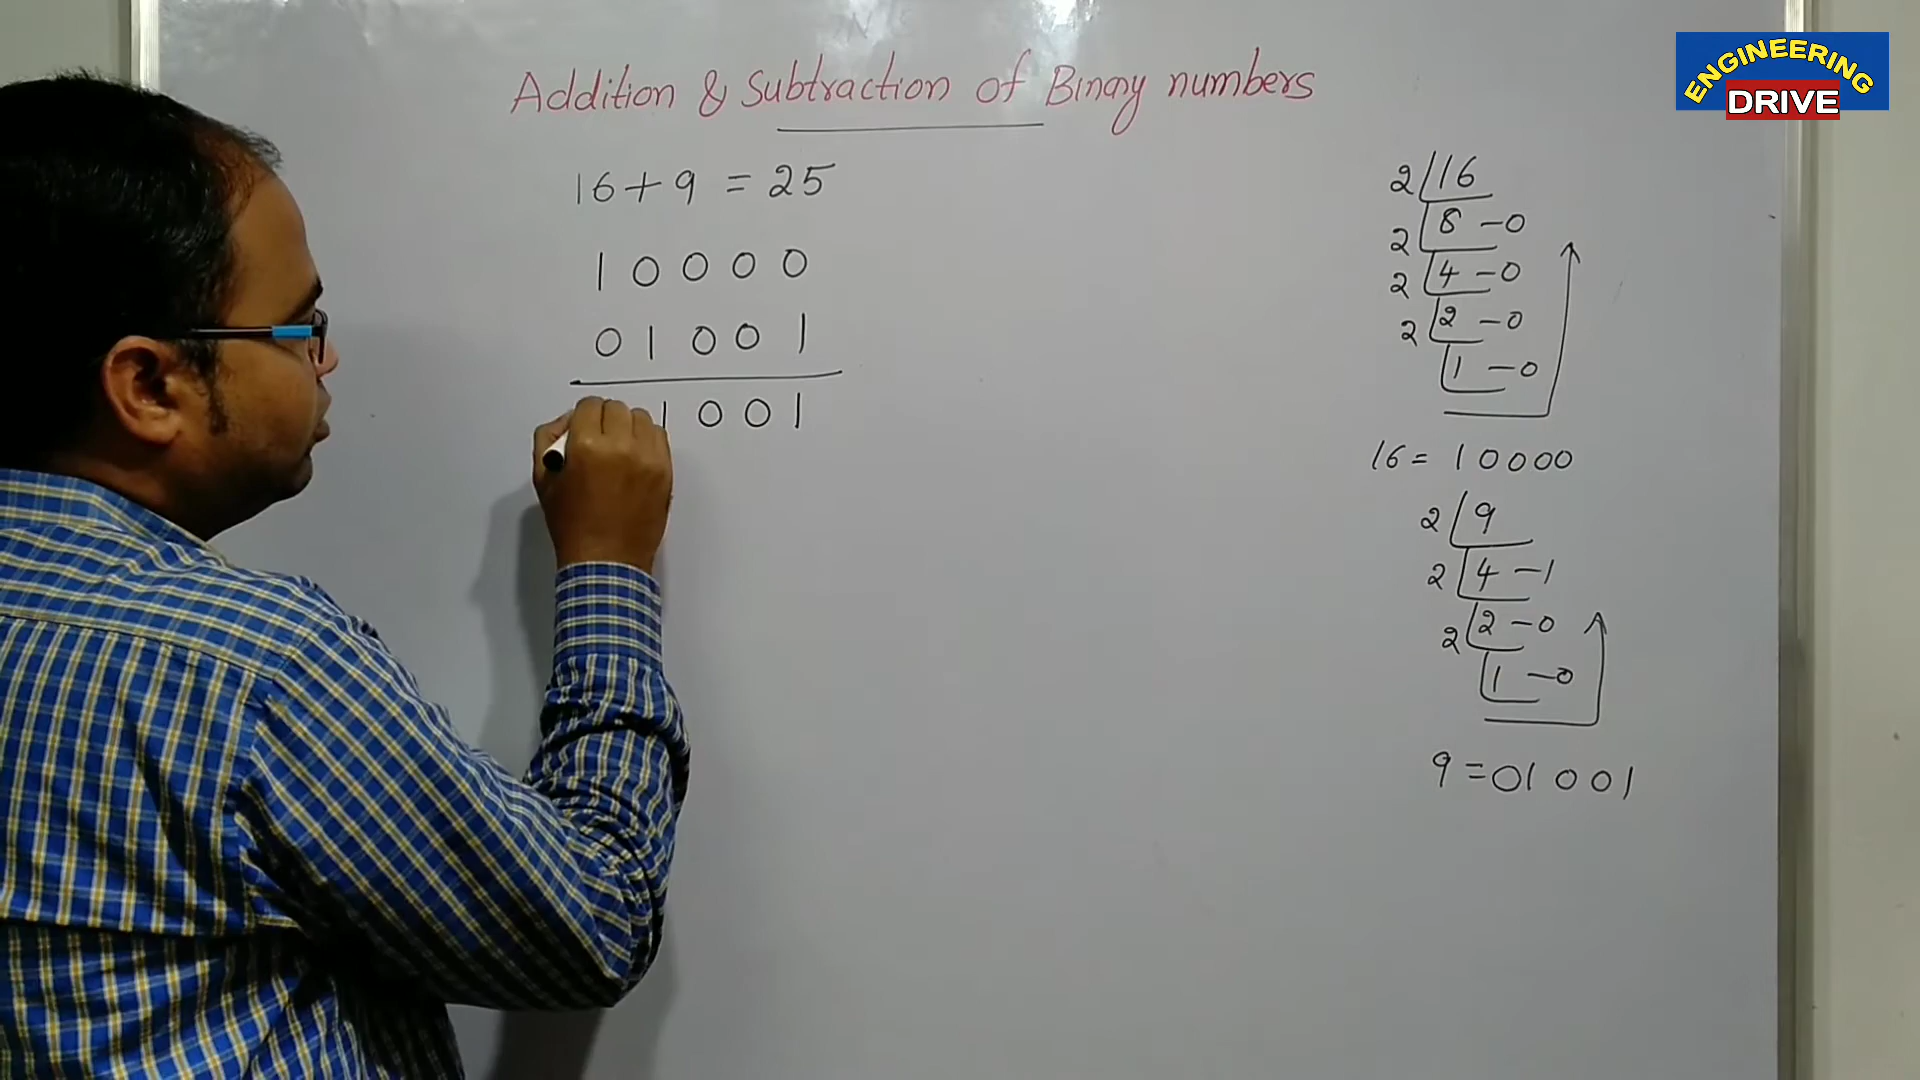 Addition & Subtraction of Binary numbers
16+9 = 25
1 0 0 0 0
0 1 0 0 1
1 0 0 1
2 16
2 8 - 0
2 4 - 0
2 2 - 0
1 - 0
16 = 1 0 0 0 0
2 9
2 4 - 1
2 2 - 0
1 - 0
9 = 0 1 0 0 1
ENGINEERING
DRIVE